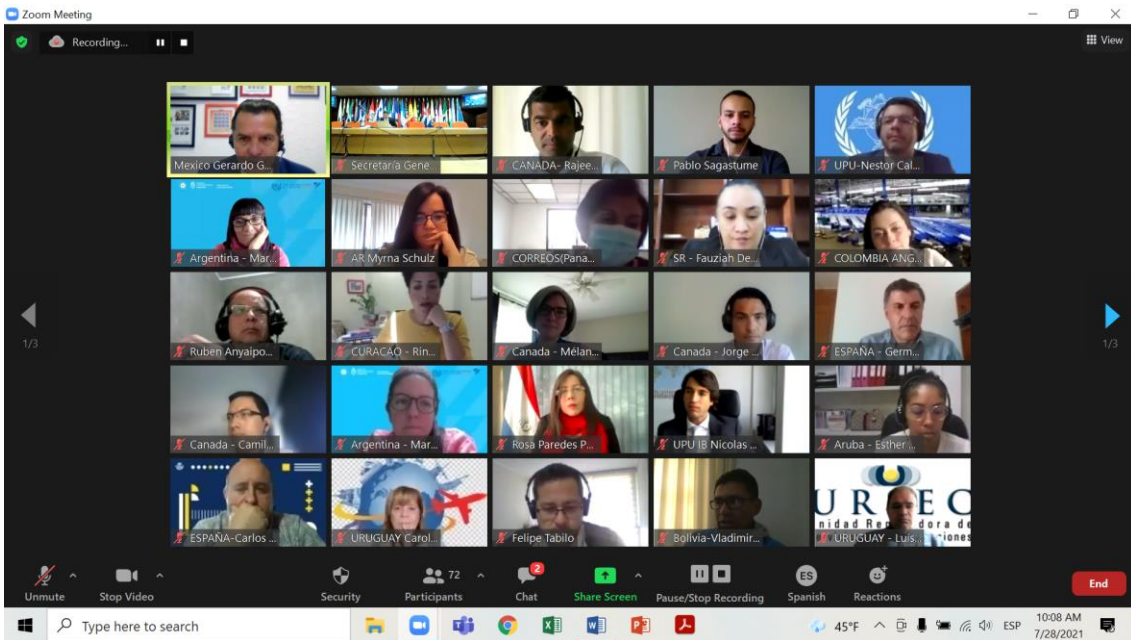 Zoom Meeting
Recording...
View
Mexico Gerardo G...
Secretaría Gene...
CANADA- Rajee...
Pablo Sagastume
UPU-Nestor Cal...
Argentina - Mar...
AR Myrna Schulz
CORREOS(Pana...
SR - Fauziah De...
COLOMBIA ANG...
1/3
Ruben Anyaipo...
CURAÇAO - Rin...
Canada - Mélan...
Canada - Jorge ...
ESPAÑA - Germ...
1/3
Canada - Camil...
Argentina - Mar...
Rosa Paredes P...
UPU IB Nicolas ...
Aruba - Esther ...
ESPAÑA-Carlos ...
URUGUAY Carol...
Felipe Tabilo
Bolivia-Vladimir...
URUGUAY - Luis...
72
2
ES
Unmute
Stop Video
Security
Participants
Chat
Share Screen
Pause/Stop Recording
Spanish
Reactions
End
Type here to search
45°F
ESP
10:08 AM
7/28/2021